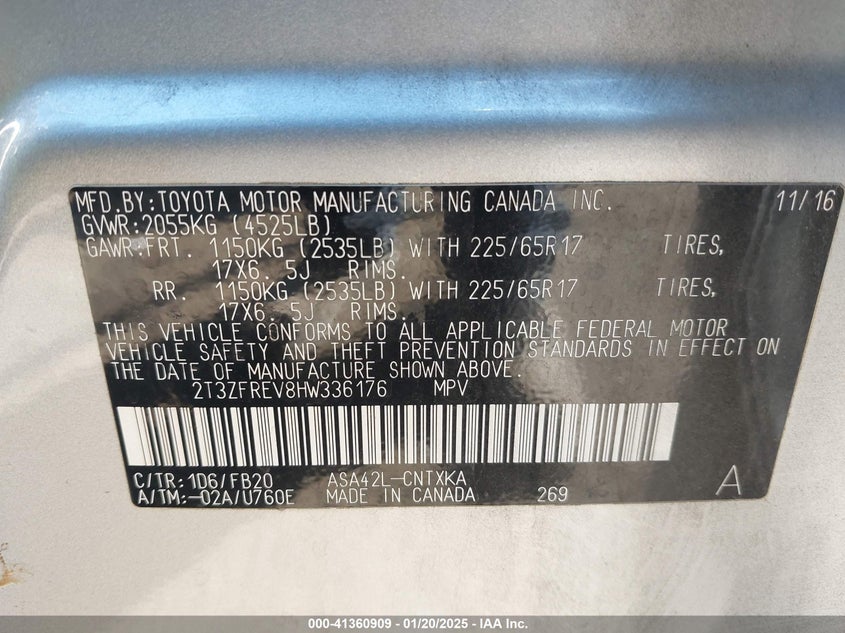 MFD.BY:TOYOTA MOTOR MANUFACTURING CANADA INC. 11/16
GVWR:2055KG (4525LB)
GAWR:FRT. 1150KG (2535LB) WITH 225/65R17 TIRES,
17X6.5J RIMS.
RR. 1150KG (2535LB) WITH 225/65R17 TIRES,
17X6.5J RIMS.
THIS VEHICLE CONFORMS TO ALL APPLICABLE FEDERAL MOTOR
VEHICLE SAFETY AND THEFT PREVENTION STANDARDS IN EFFECT ON
THE DATE OF MANUFACTURE SHOWN ABOVE.
2T3ZFREV8HW336176 MPV
C/TR:1D6/FB20 ASA42L-CNTXKA
A/TM:-02A/U760E MADE IN CANADA 269 A
000-41360909 - 01/20/2025 - IAA Inc.